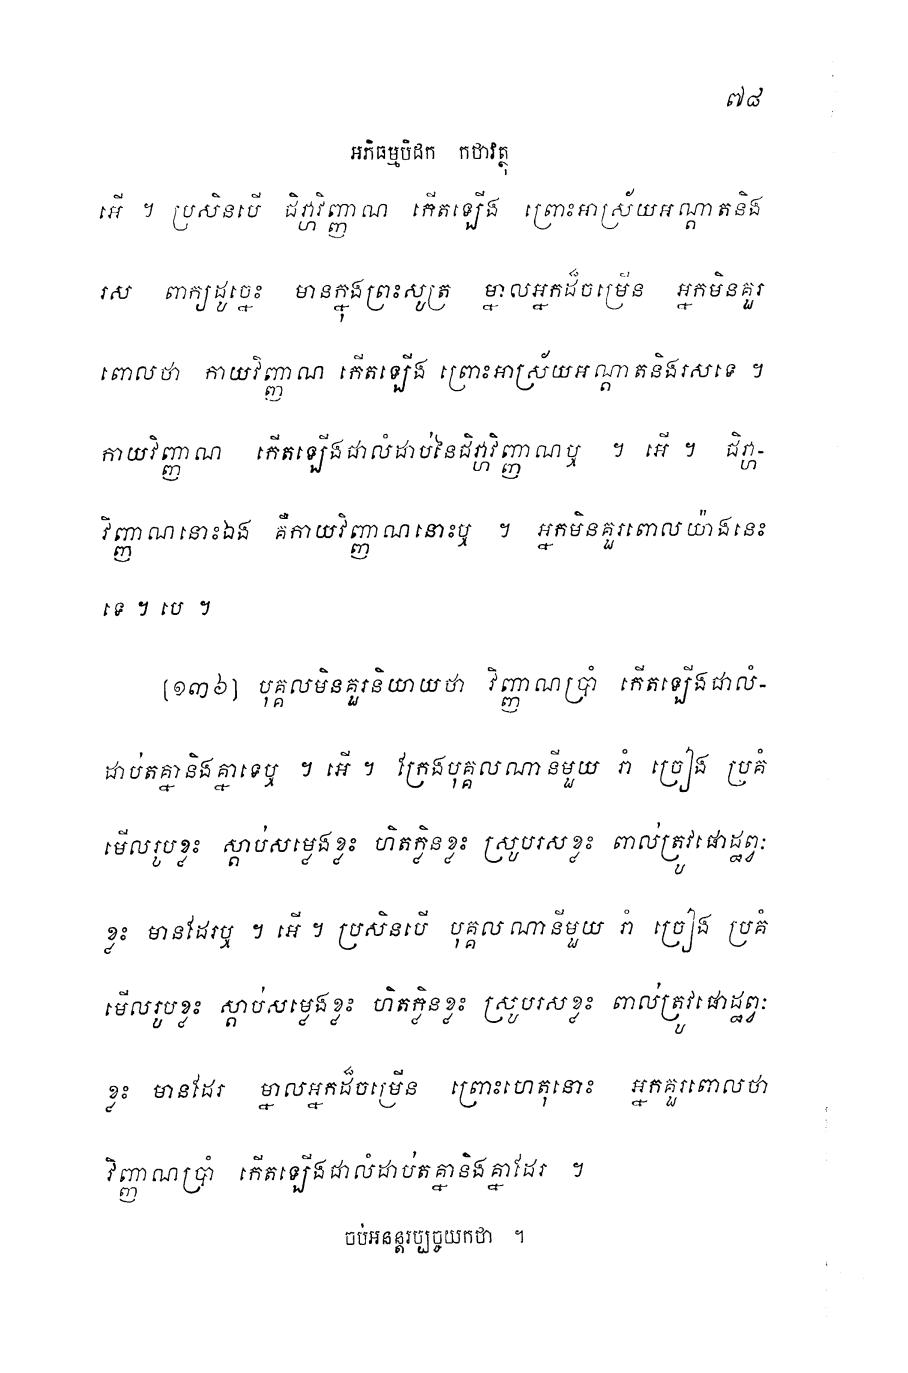 ៧៨
អភិធម្មបិដក កថាវត្ថុ
អើ ។ ប្រសិនបើ ជិវ្ហាវិញ្ញាណ កើតឡើង ព្រោះអាស្រ័យអណ្ដាតនិង
រស ពាក្យដូច្នេះ មានក្នុងព្រះសូត្រ ម្នាលអ្នកដ៏ចម្រើន អ្នកមិនគួរ
ពោលថា កាយវិញ្ញាណ កើតឡើង ព្រោះអាស្រ័យអណ្ដាតនិងរសទេ ។
កាយវិញ្ញាណ កើតឡើងជាលំដាប់នៃជិវ្ហាវិញ្ញាណឬ ។ អើ ។ ជិវ្ហា-
វិញ្ញាណនោះឯង គឺកាយវិញ្ញាណនោះឬ ។ អ្នកមិនគួរពោលយ៉ាងនេះ
ទេ ។ បេ ។
(១៣៦) បុគ្គលមិនគួរនិយាយថា វិញ្ញាណប្រាំ កើតឡើងជាលំ-
ដាប់តគ្នានិងគ្នាទេឬ ។ អើ ។ ក្រែងបុគ្គលណានីមួយ រាំ ច្រៀង ប្រគំ
មើលរូបខ្លះ ស្ដាប់សម្លេងខ្លះ ហិតក្លិនខ្លះ ស្រូបរសខ្លះ ពាល់ត្រូវផោដ្ឋព្វៈ
ខ្លះ មានដែរឬ ។ អើ ។ ប្រសិនបើ បុគ្គលណានីមួយ រាំ ច្រៀង ប្រគំ
មើលរូបខ្លះ ស្ដាប់សម្លេងខ្លះ ហិតក្លិនខ្លះ ស្រូបរសខ្លះ ពាល់ត្រូវផោដ្ឋព្វៈ
ខ្លះ មានដែរ ម្នាលអ្នកដ៏ចម្រើន ព្រោះហេតុនោះ អ្នកគួរពោលថា
វិញ្ញាណប្រាំ កើតឡើងជាលំដាប់តគ្នានិងគ្នាដែរ ។
ចប់អនន្តរប្បច្ចយកថា ។